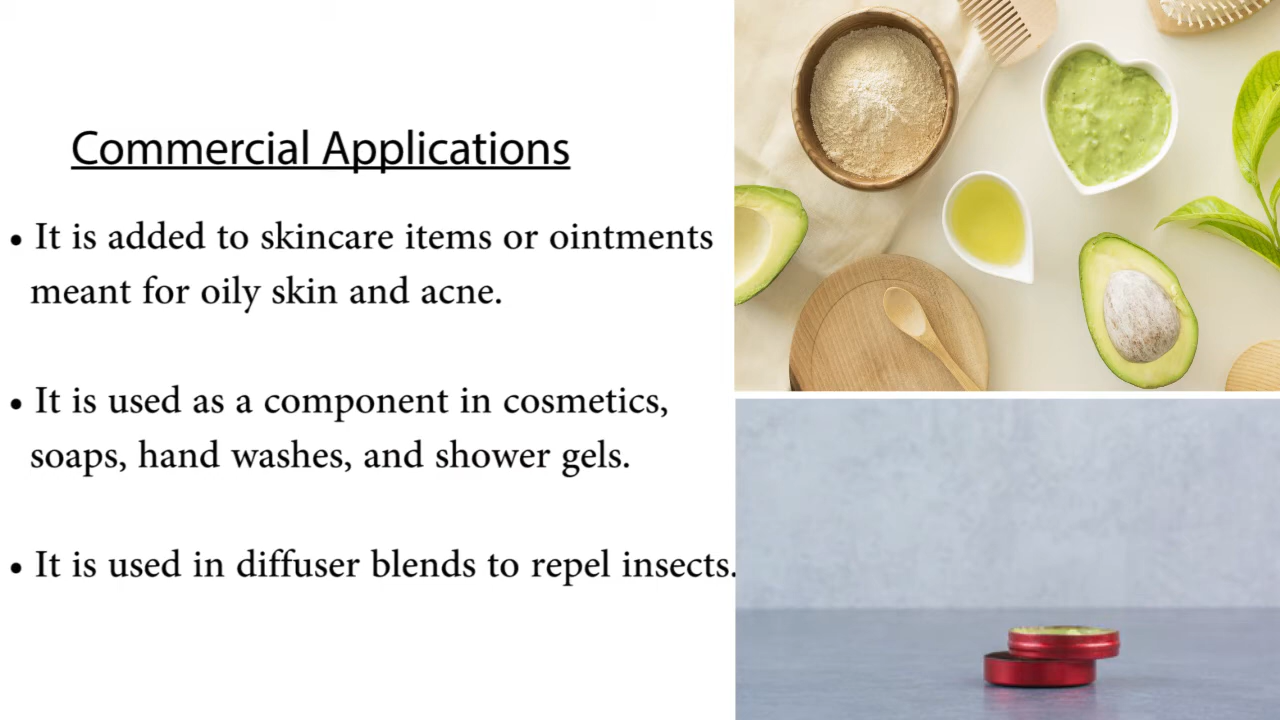 Commercial Applications
• It is added to skincare items or ointments
meant for oily skin and acne.
• It is used as a component in cosmetics,
soaps, hand washes, and shower gels.
• It is used in diffuser blends to repel insects.